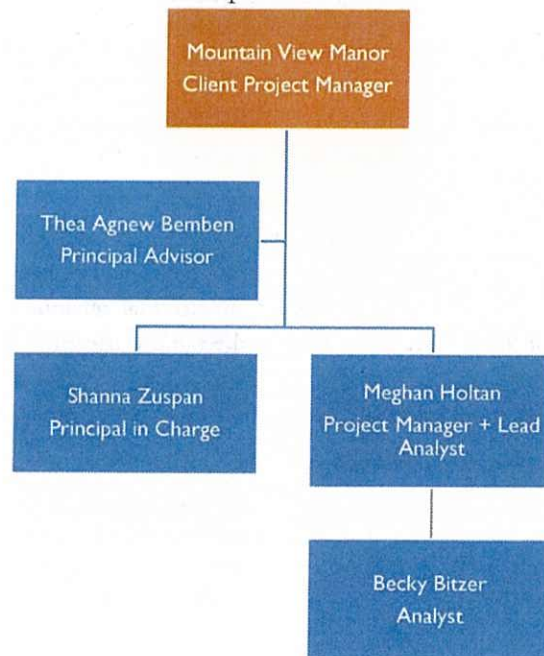 Mountain View Manor
Client Project Manager
Thea Agnew Bemben
Principal Advisor
Shanna Zuspan
Principal in Charge
Meghan Holtan
Project Manager + Lead
Analyst
Becky Bitzer
Analyst